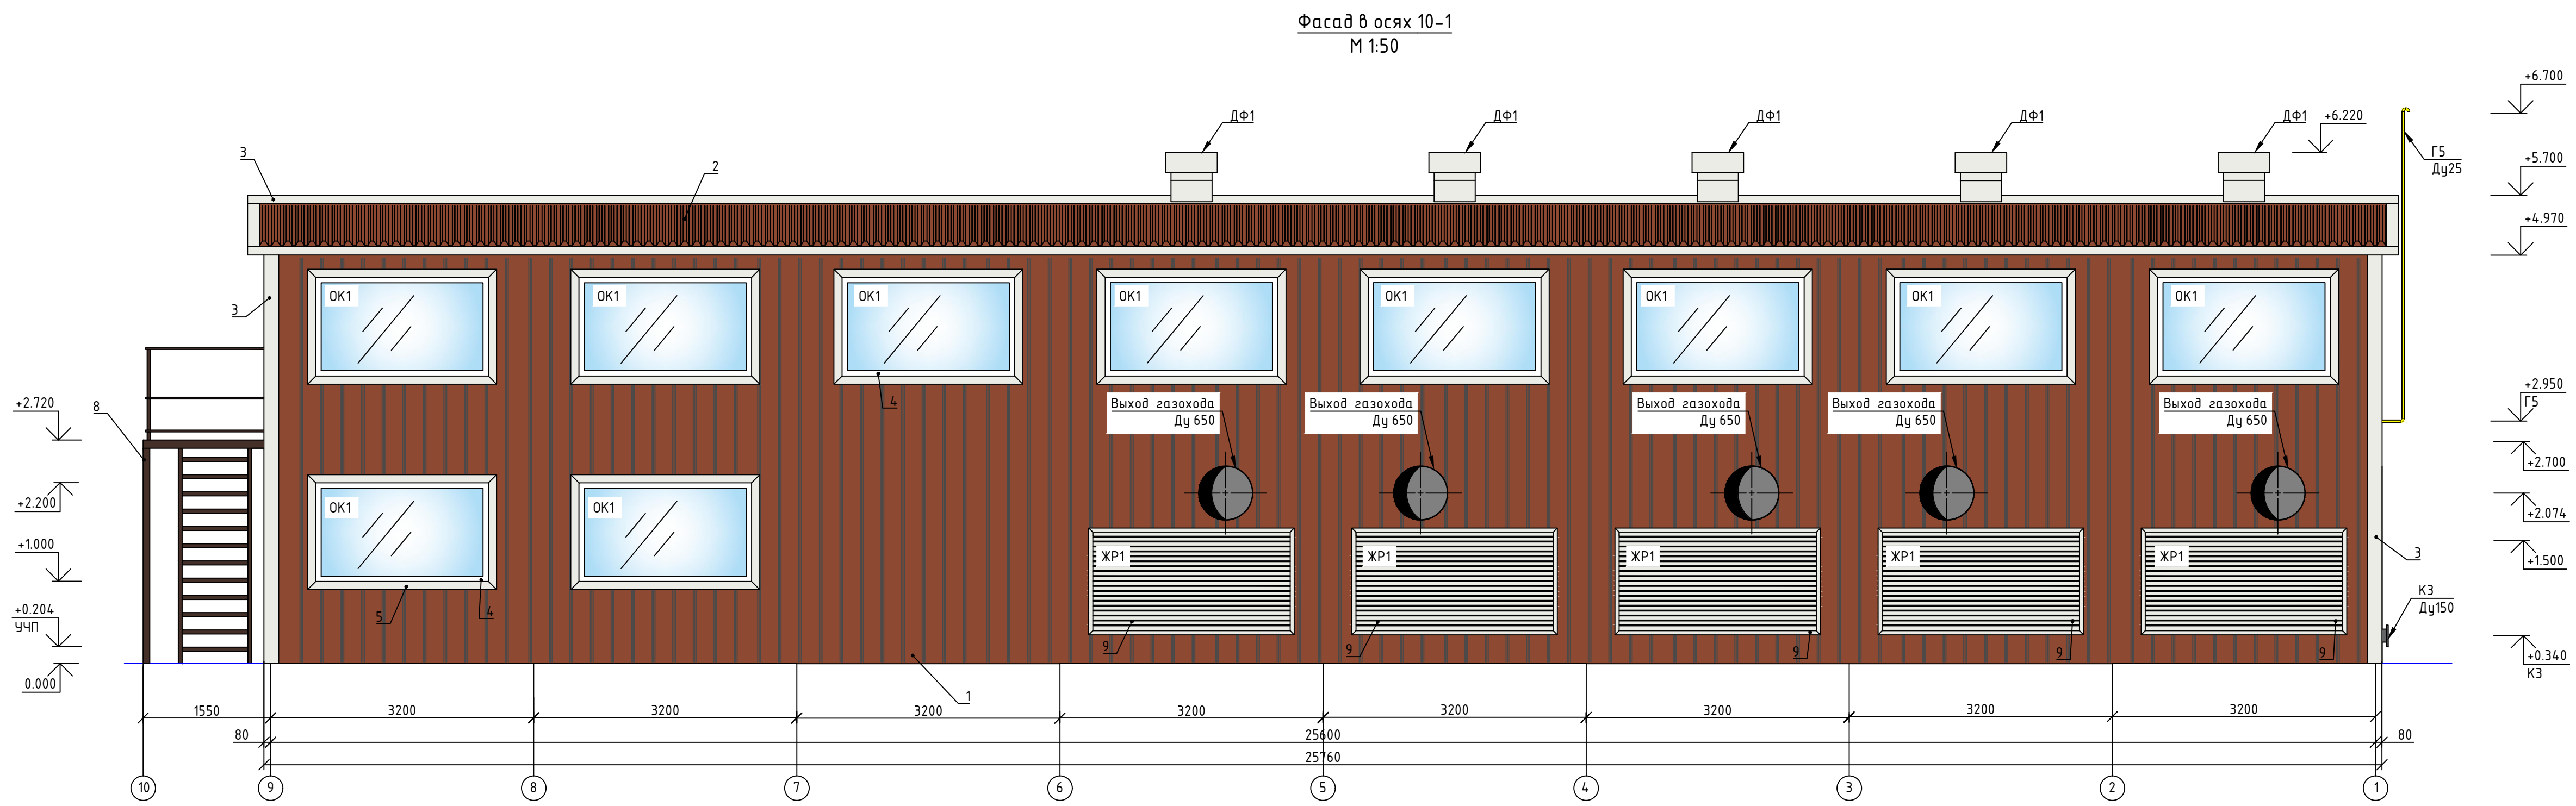 Фасад в осях 10-1
М 1:50
+6.700
ДФ1
ДФ1
ДФ1
ДФ1
ДФ1
+6.220
Г5
Ду25
3
2
+5.700
+4.970
ОК1
ОК1
ОК1
ОК1
ОК1
ОК1
ОК1
ОК1
3
4
8
+2.720
Выход газохода
Ду 650
Выход газохода
Ду 650
Выход газохода
Ду 650
Выход газохода
Ду 650
Выход газохода
Ду 650
+2.950
Г5
+2.700
+2.200
ОК1
ОК1
+2.074
+1.000
ЖР1
ЖР1
ЖР1
ЖР1
ЖР1
3
+1.500
+0.204
УЧП
5
4
К3
Ду150
9
9
9
9
9
0.000
1
+0.340
К3
1550
3200
3200
3200
3200
3200
3200
3200
3200
80
25600
80
25760
10
9
8
7
6
5
4
3
2
1